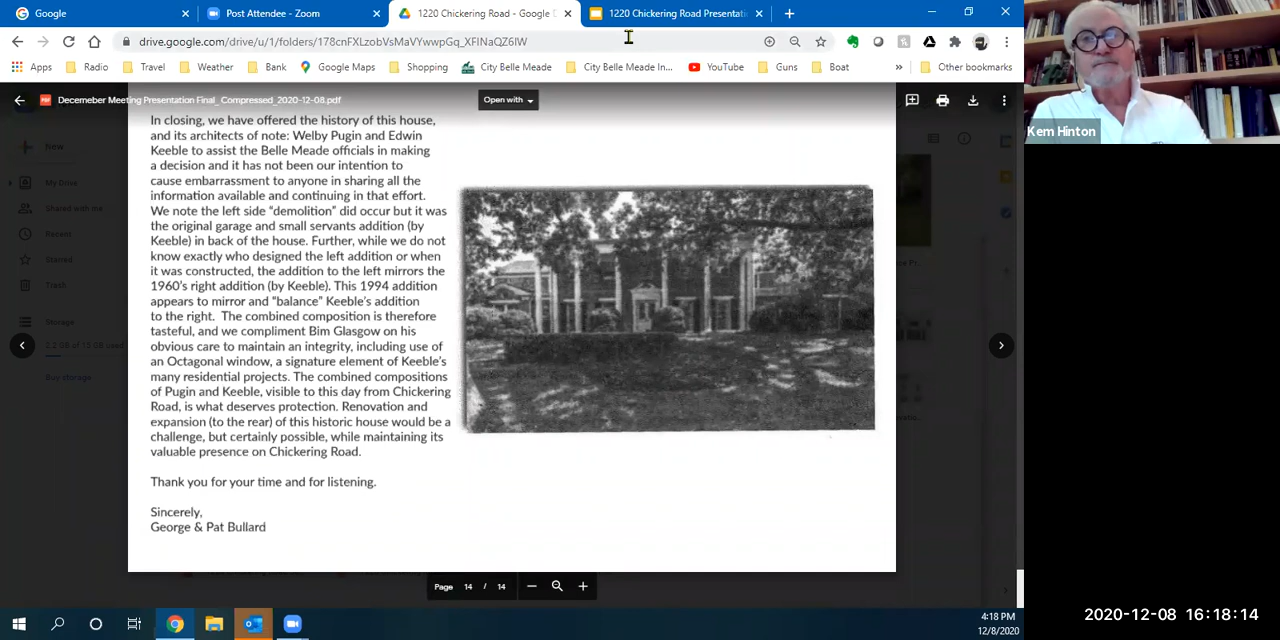 Google
Post Attendee - Zoom
1220 Chickering Road - Google D
1220 Chickering Road Presentati
drive.google.com/drive/u/1/folders/178cnFXLzobVsMaVYwwpGq_XFINaQZ6IW
Apps
Radio
Travel
Weather
Bank
Google Maps
Shopping
City Belle Meade
City Belle Meade In...
YouTube
Guns
Boat
»
Other bookmarks
Decemeber Meeting Presentation Final_Compressed_2020-12-08.pdf
Open with
Kem Hinton
New
My Drive
Shared with me
Recent
Starred
Trash
Storage
Buy storage
In closing, we have offered the history of this house,
and its architects of note: Welby Pugin and Edwin
Keeble to assist the Belle Meade officials in making
a decision and it has not been our intention to
cause embarrassment to anyone in sharing all the
information available and continuing in that effort.
We note the left side “demolition” did occur but it was
the original garage and small servants addition (by
Keeble) in back of the house. Further, while we do not
know exactly who designed the left addition or when
it was constructed, the addition to the left mirrors the
1960’s right addition (by Keeble). This 1994 addition
appears to mirror and “balance” Keeble’s addition
to the right. The combined composition is therefore
tasteful, and we compliment Bim Glasgow on his
obvious care to maintain an integrity, including use of
an Octagonal window, a signature element of Keeble’s
many residential projects. The combined compositions
of Pugin and Keeble, visible to this day from Chickering
Road, is what deserves protection. Renovation and
expansion (to the rear) of this historic house would be a
challenge, but certainly possible, while maintaining its
valuable presence on Chickering Road.
Thank you for your time and for listening.
Sincerely,
George & Pat Bullard
Page 14 / 14
4:18 PM
12/8/2020
2020-12-08 16:18:14